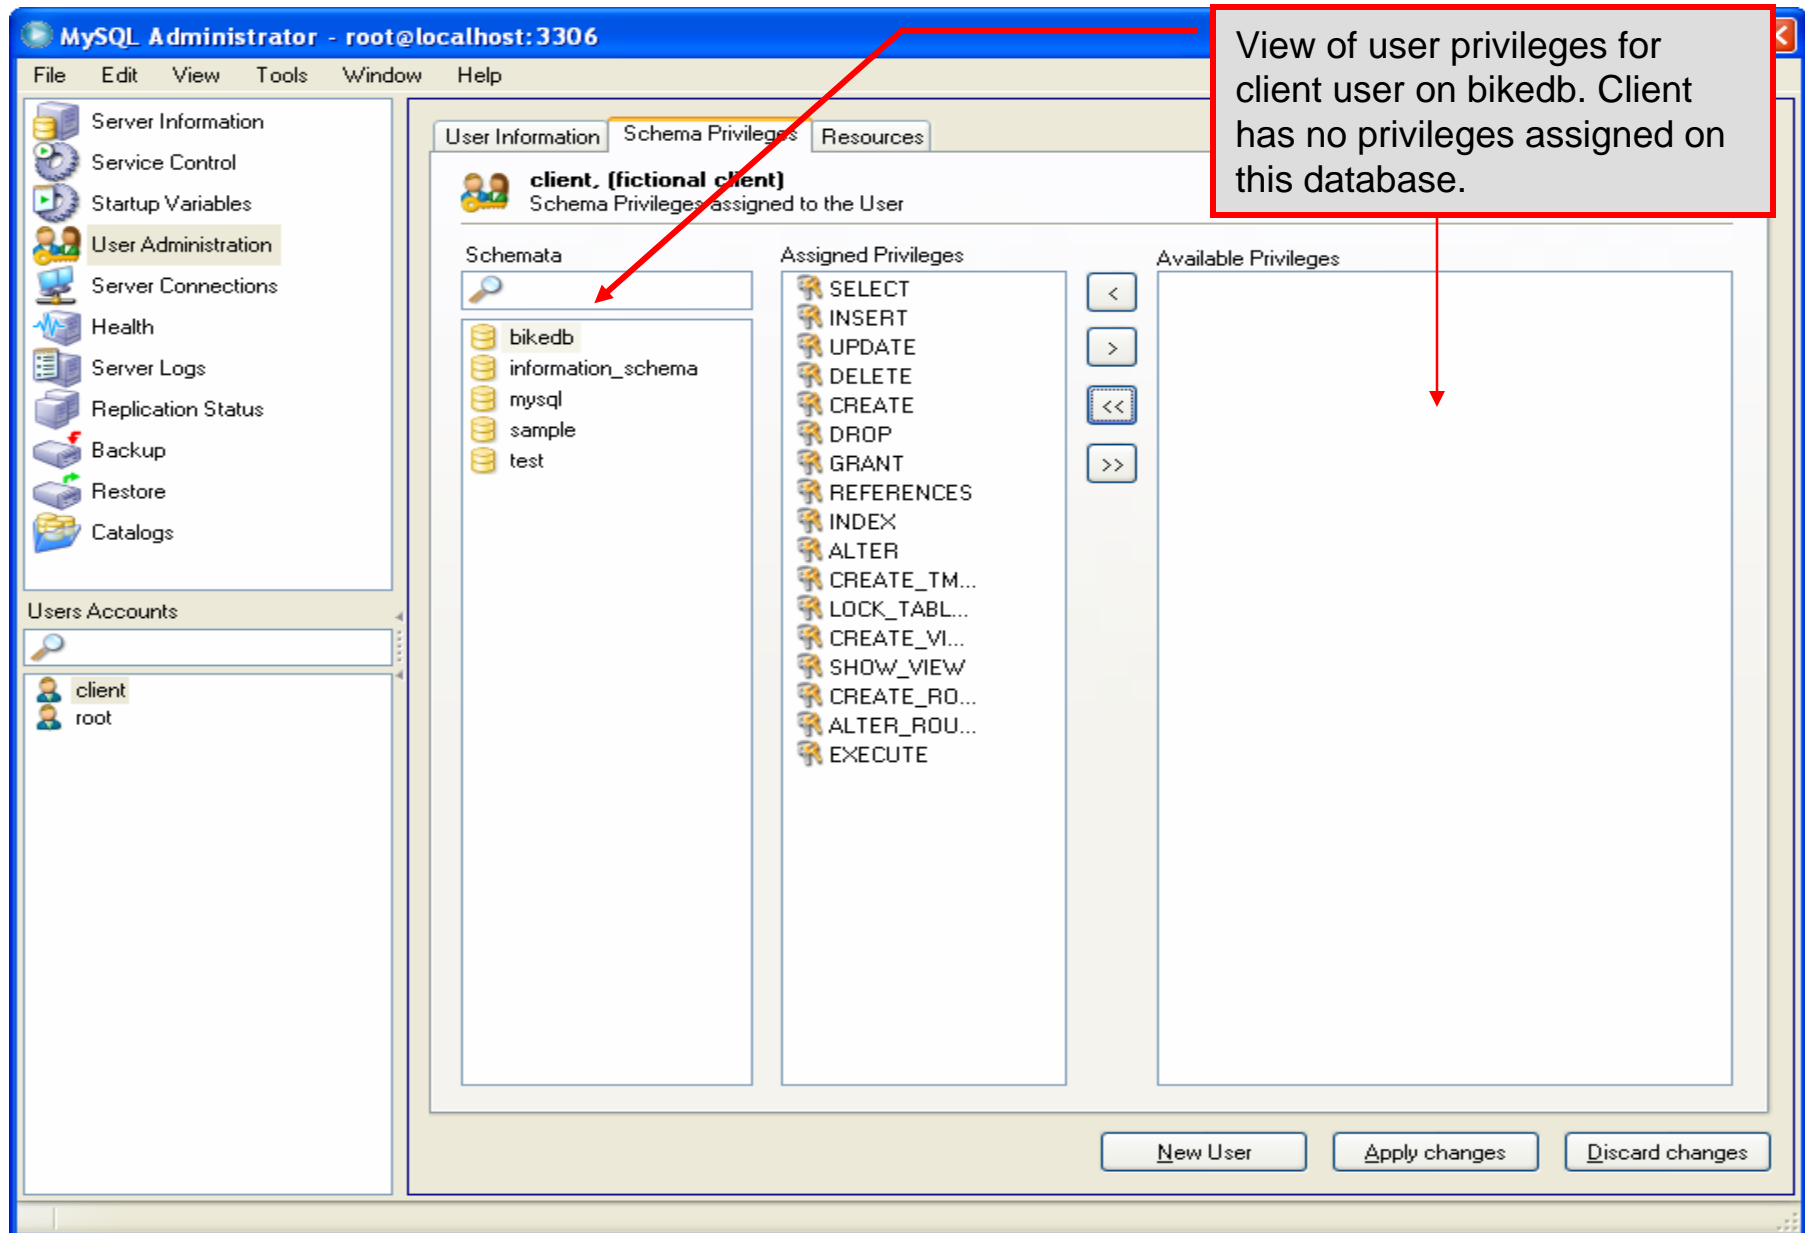 MySQL Administrator - root@localhost:3306
File Edit View Tools Window Help
View of user privileges for
client user on bikedb. Client
has no privileges assigned on
this database.
Server Information
Service Control
Startup Variables
User Administration
Server Connections
Health
Server Logs
Replication Status
Backup
Restore
Catalogs
Users Accounts
client
root
User Information Schema Privileges Resources
client, (fictional client)
Schema Privileges assigned to the User
Schemata
bikedb
information_schema
mysql
sample
test
Assigned Privileges
SELECT
INSERT
UPDATE
DELETE
CREATE
DROP
GRANT
REFERENCES
INDEX
ALTER
CREATE_TM...
LOCK_TABL...
CREATE_VI...
SHOW_VIEW
CREATE_RO...
ALTER_ROU...
EXECUTE
<
>
<<
>>
Available Privileges
New User Apply changes Discard changes